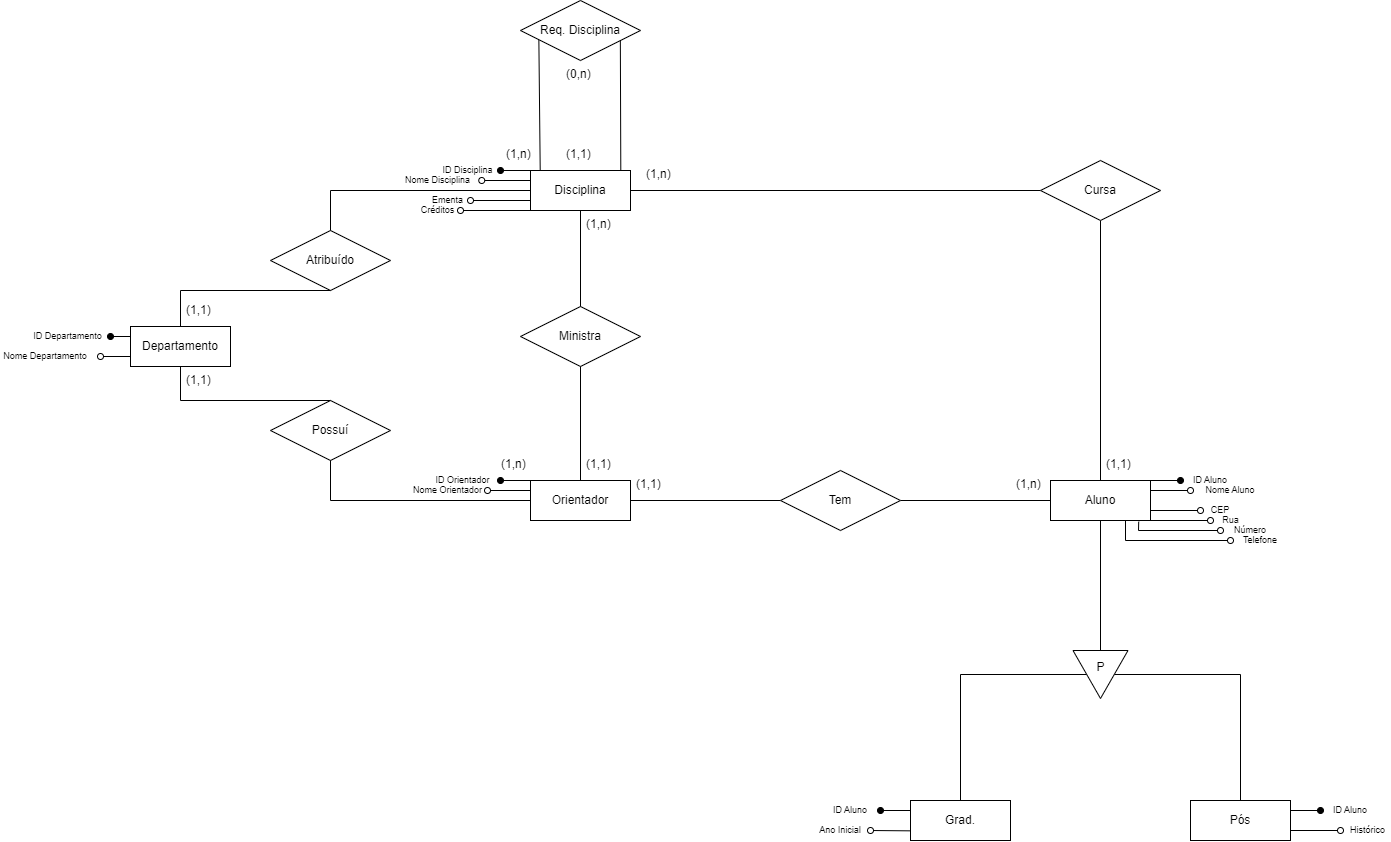 Req. Disciplina
(0,n)
(1,n)
(1,1)
ID Disciplina
Nome Disciplina
Disciplina
(1,n)
Cursa
Ementa
Créditos
(1,n)
Atribuído
(1,1)
ID Departamento
Departamento
Nome Departamento
Ministra
(1,1)
Possuí
(1,n)
(1,1)
(1,1)
ID Orientador
Nome Orientador
Orientador
(1,1)
Tem
(1,n)
Aluno
ID Aluno
Nome Aluno
CEP
Rua
Número
Telefone
P
ID Aluno
Ano Inicial
Grad.
Pós
ID Aluno
Histórico